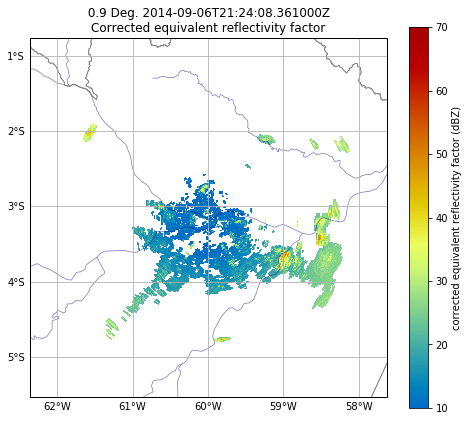 0.9 Deg. 2014-09-06T21:24:08.361000Z
Corrected equivalent reflectivity factor
1°S
2°S
3°S
4°S
5°S
62°W 61°W 60°W 59°W 58°W
70
60
50
40
30
20
10
corrected equivalent reflectivity factor (dBZ)